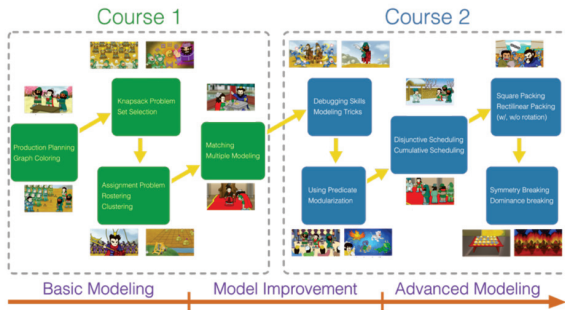 Course 1
Course 2
Production Planning
Graph Coloring
Knapsack Problem
Set Selection
Assignment Problem
Rostering
Clustering
Matching
Multiple Modeling
Debugging Skills
Modeling Tricks
Using Predicate
Modularization
Disjunctive Scheduling
Cumulative Scheduling
Square Packing
Rectilinear Packing
(w/, w/o rotation)
Symmetry Breaking
Dominance breaking
Basic Modeling
Model Improvement
Advanced Modeling